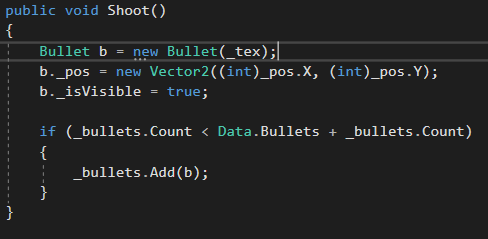 public void Shoot()
{
Bullet b = new Bullet(_tex);
b._pos = new Vector2((int)_pos.X, (int)_pos.Y);
b._isVisible = true;
if (_bullets.Count < Data.Bullets + _bullets.Count)
{
_bullets.Add(b);
}
}